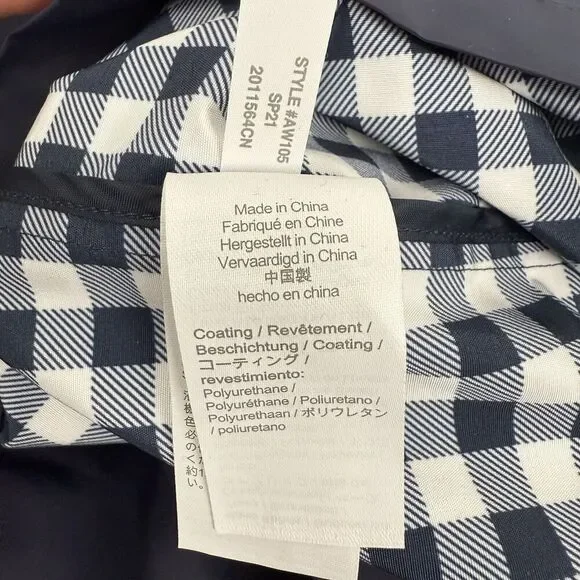 STYLE #AW105
SP21
2011564CN
Made in China
Fabriqué en Chine
Hergestellt in China
Vervaardigd in China
中国製
hecho en china
Coating / Revêtement /
Beschichtung / Coating /
コーティング /
revestimiento:
Polyurethane /
Polyuréthane / Poliuretano /
Polyurethaan / ポリウレタン
/ poliuretano